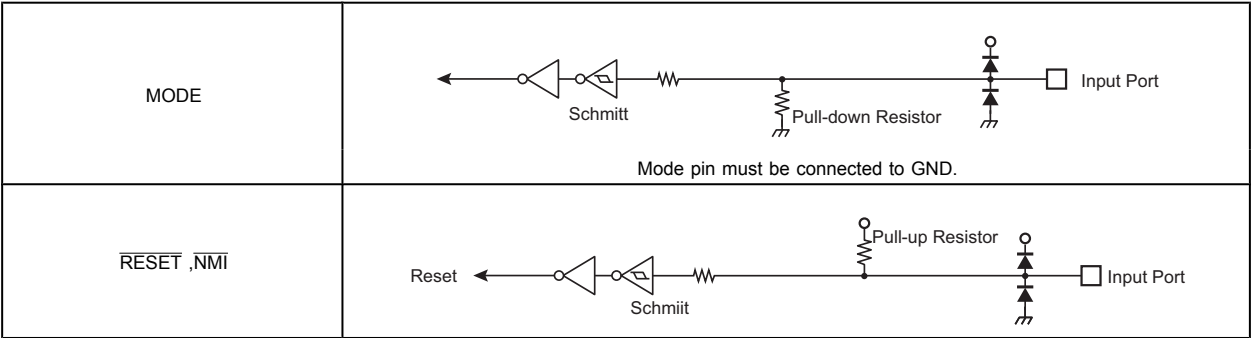 MODE
Input Port
Schmitt
Pull-down Resistor
Mode pin must be connected to GND.
RESET ,NMI
Pull-up Resistor
Reset
Input Port
Schmiit